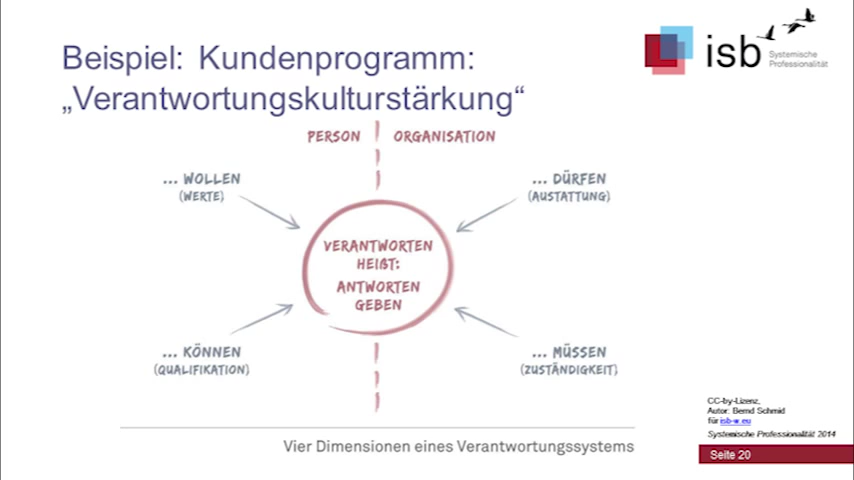 Beispiel: Kundenprogramm:
„Verantwortungskulturstärkung“
isb
Systemische
Professionalität
PERSON
ORGANISATION
... WOLLEN
(WERTE)
... DÜRFEN
(AUSTATTUNG)
VERANTWORTEN
HEIßT:
ANTWORTEN
GEBEN
... KÖNNEN
(QUALIFIKATION)
... MÜSSEN
(ZUSTÄNDIGKEIT)
Vier Dimensionen eines Verantwortungssystems
CC-by-Lizenz,
Autor: Bernd Schmid
für isb-w.eu
Systemische Professionalität 2014
Seite 20